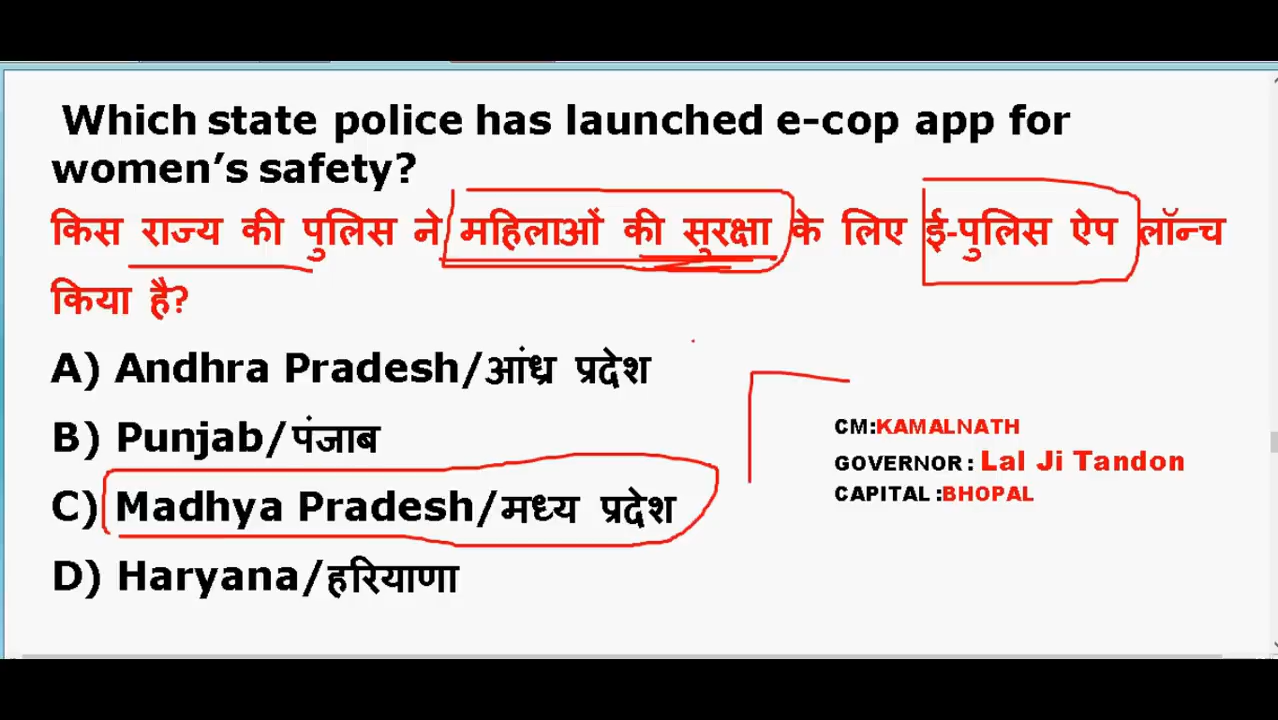 Which state police has launched e-cop app for
women’s safety?
किस राज्य की पुलिस ने महिलाओं की सुरक्षा के लिए ई-पुलिस ऐप लॉन्च
किया है?
A) Andhra Pradesh/आंध्र प्रदेश
B) Punjab/पंजाब
C) Madhya Pradesh/मध्य प्रदेश
D) Haryana/हरियाणा
CM:KAMALNATH
GOVERNOR : Lal Ji Tandon
CAPITAL :BHOPAL